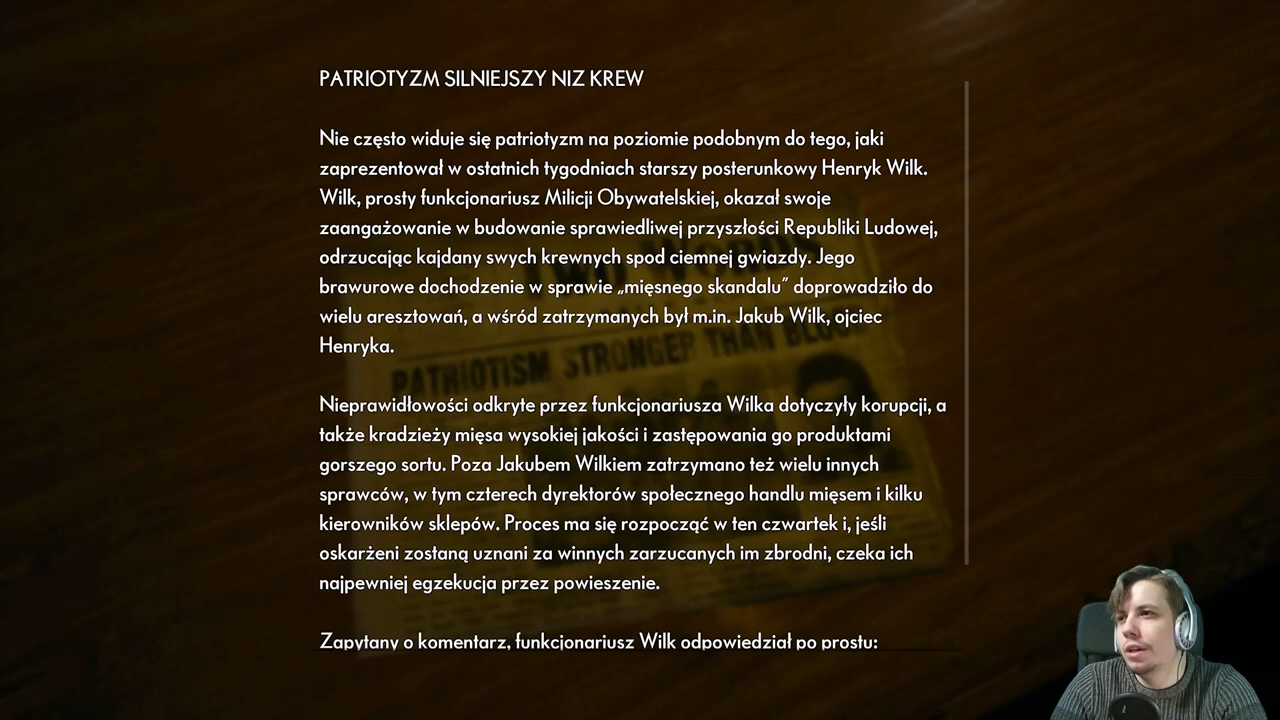 PATRIOTYZM SILNIEJSZY NIZ KREW
Nie często widuje się patriotyzm na poziomie podobnym do tego, jaki
zaprezentował w ostatnich tygodniach starszy posterunkowy Henryk Wilk.
Wilk, prosty funkcjonariusz Milicji Obywatelskiej, okazał swoje
zaangażowanie w budowanie sprawiedliwej przyszłości Republiki Ludowej,
odrzucając kajdany swych krewnych spod ciemnej gwiazdy. Jego
brawurowe dochodzenie w sprawie „mięsnego skandalu” doprowadziło do
wielu aresztowań, a wśród zatrzymanych był m.in. Jakub Wilk, ojciec
Henryka.
PATRIOTISM STRONGER THAN BLOOD
Nieprawidłowości odkryte przez funkcjonariusza Wilka dotyczyły korupcji, a
także kradzieży mięsa wysokiej jakości i zastępowania go produktami
gorszego sortu. Poza Jakubem Wilkiem zatrzymano też wielu innych
sprawców, w tym czterech dyrektorów społecznego handlu mięsem i kilku
kierowników sklepów. Proces ma się rozpocząć w ten czwartek i, jeśli
oskarżeni zostaną uznani za winnych zarzucanych im zbrodni, czeka ich
najpewniej egzekucja przez powieszenie.
Zapytany o komentarz, funkcjonariusz Wilk odpowiedział po prostu: